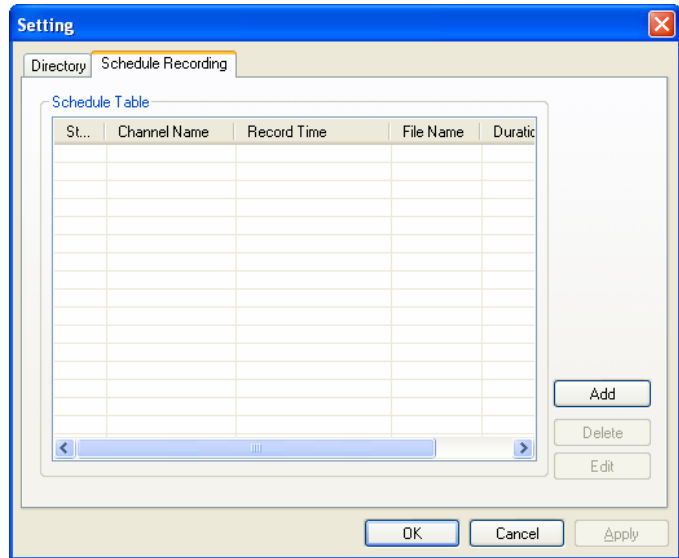 Setting
Directory Schedule Recording
Schedule Table
St... Channel Name Record Time File Name Duratic
Add
Delete
Edit
OK Cancel Apply